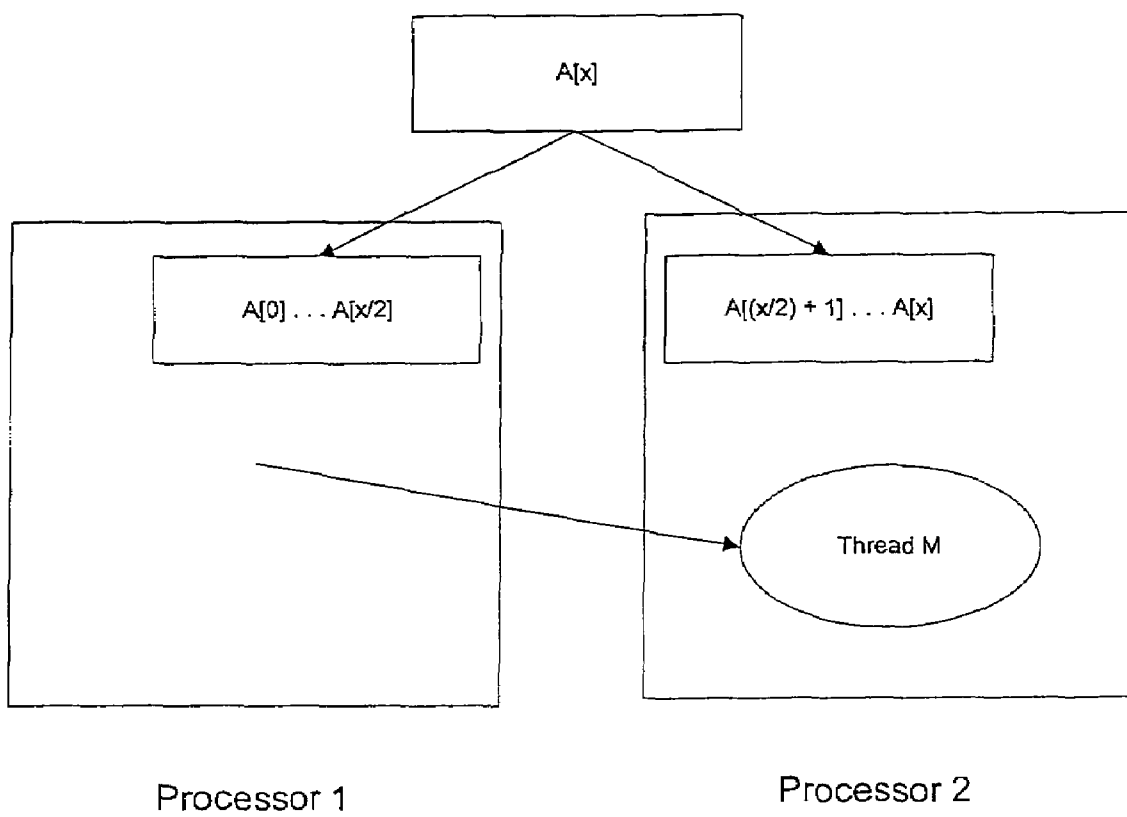 A[x]
A[0] . . . A[x/2]
A[(x/2) + 1] . . . A[x]
Thread M
Processor 1
Processor 2